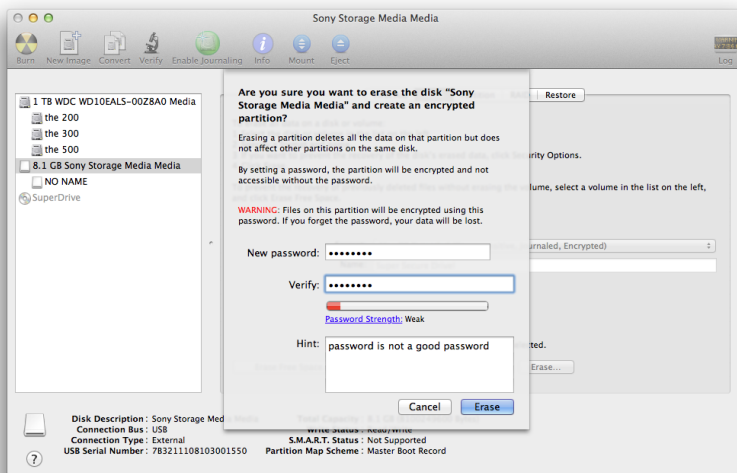 Sony Storage Media Media
Burn New Image Convert Verify Enable Journaling Info Mount Eject Log
1 TB WDC WD10EALS-00Z8A0 Media
the 200
the 300
the 500
8.1 GB Sony Storage Media Media
NO NAME
SuperDrive
Restore
Are you sure you want to erase the disk "Sony
Storage Media Media" and create an encrypted
partition?
Erasing a partition deletes all the data on that partition but does
not affect other partitions on the same disk.
By setting a password, the partition will be encrypted and not
accessible without the password.
WARNING: Files on this partition will be encrypted using this
password. If you forget the password, your data will be lost.
New password: ••••••••
Verify: ••••••••
Password Strength: Weak
Hint: password is not a good password
Cancel Erase
urity Options.
lume, select a volume in the list on the left,
urnaled, Encrypted)
ted.
Erase...
Disk Description : Sony Storage Media Media Total Capacity : 8.1 GB
Connection Bus : USB Write Status : Read/Write
Connection Type : External S.M.A.R.T. Status : Not Supported
USB Serial Number : 7B3211108103001550 Partition Map Scheme : Master Boot Record